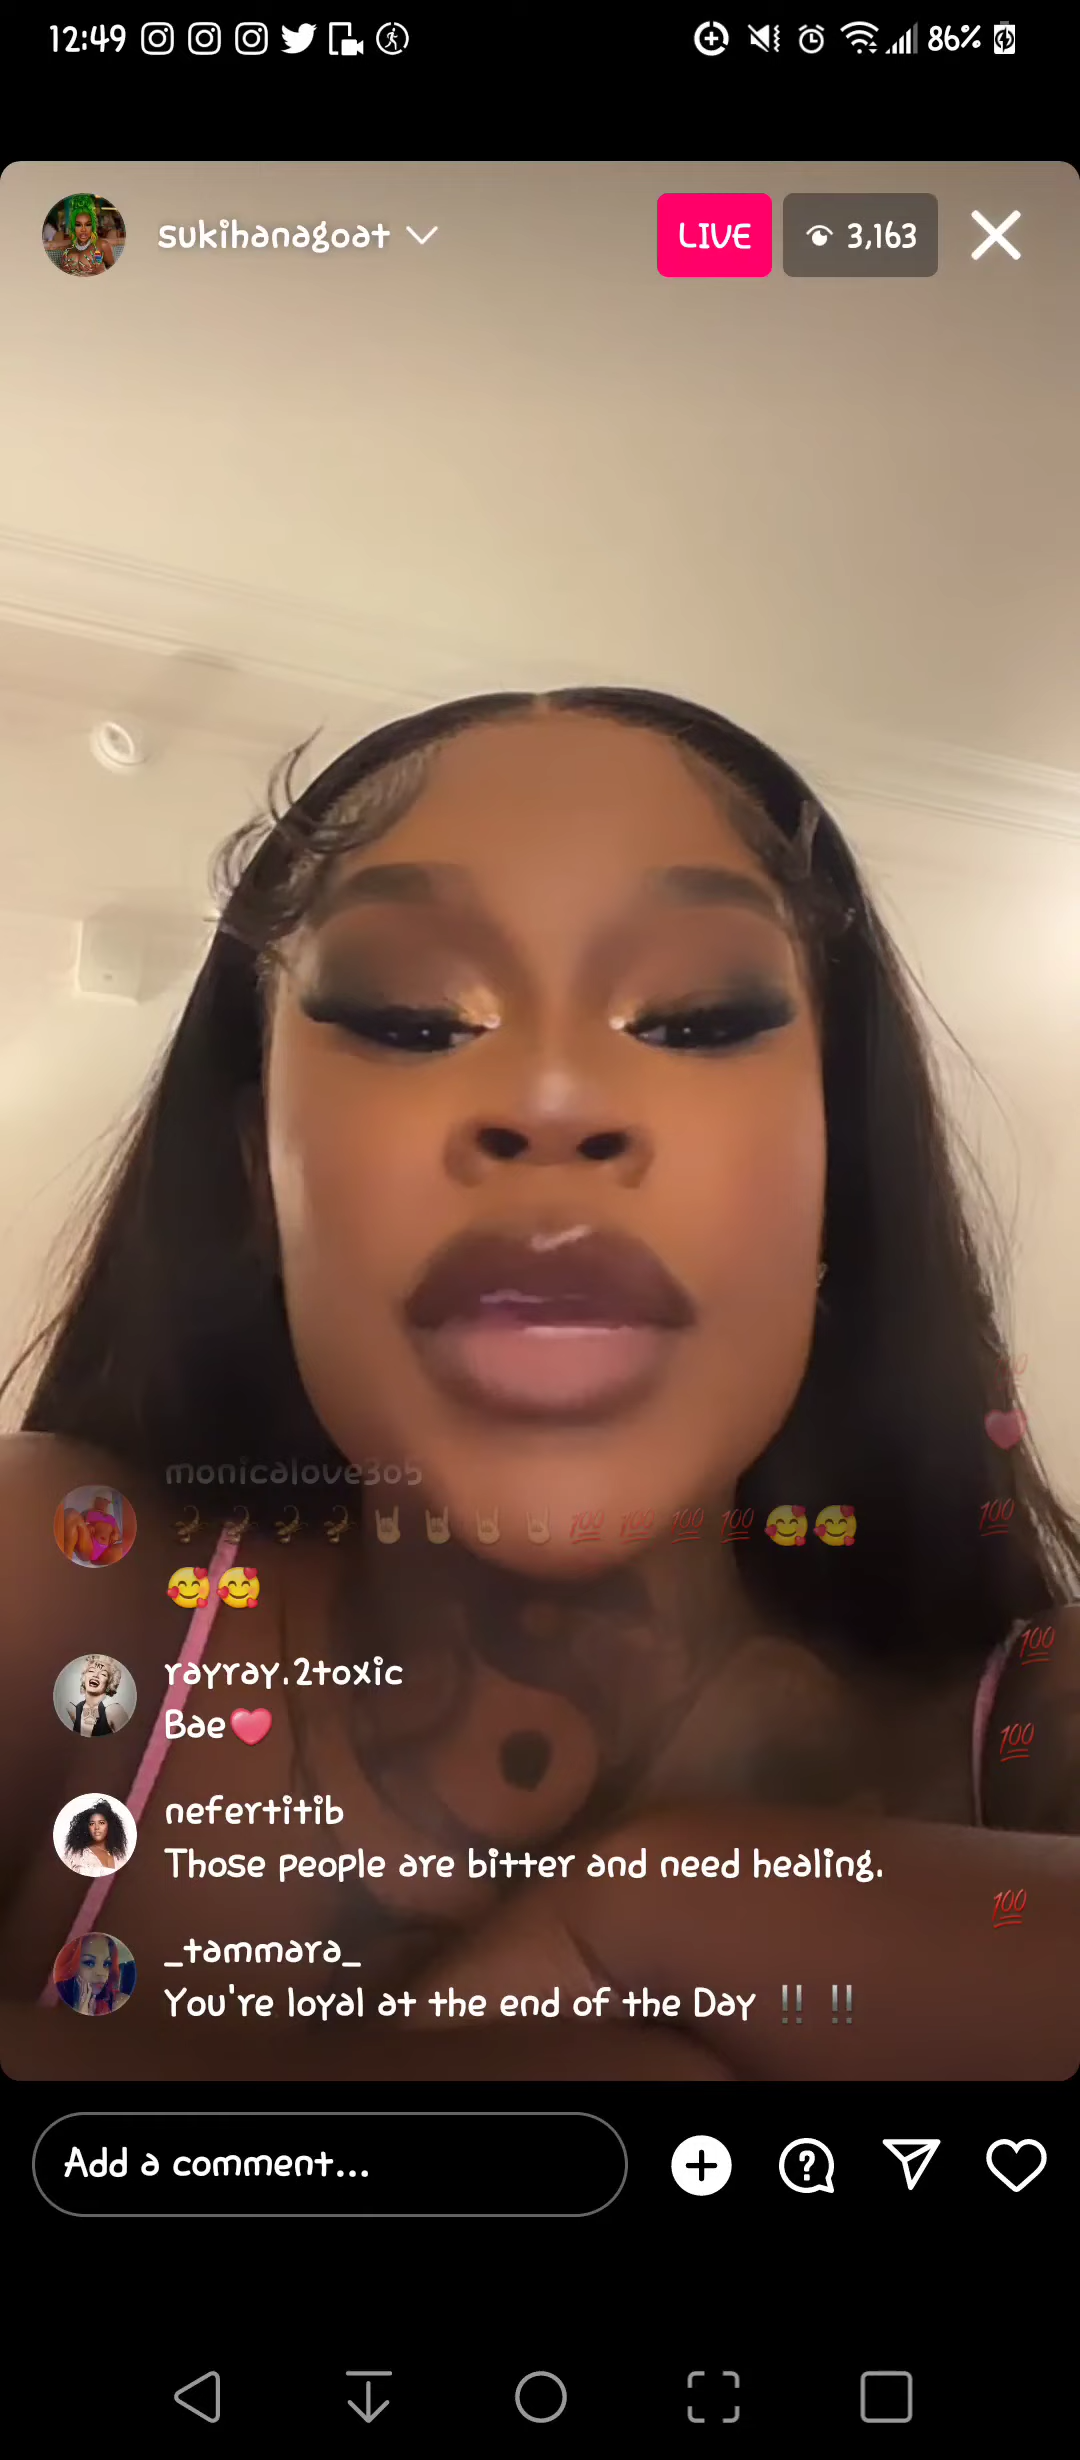 12:49
86%
sukihanagoat
LIVE
3,163
monicalove305
💯💯💯💯🥰🥰
🥰🥰
rayray.2toxic
Bae❤️
nefertitib
Those people are bitter and need healing.
_tammara_
You're loyal at the end of the Day ‼️ ‼️
Add a comment...